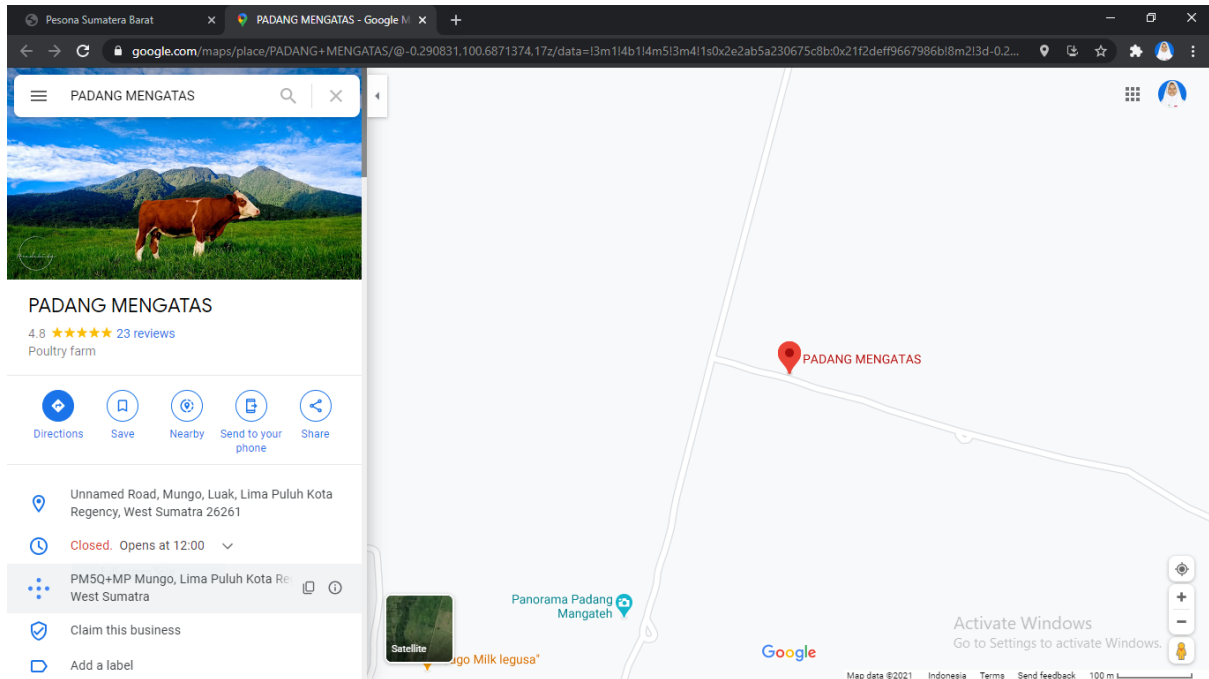 Pesona Sumatera Barat
PADANG MENGATAS - Google M
google.com/maps/place/PADANG+MENGATAS/@-0.290831,100.6871374,17z/data=!3m1!4b1!4m5!3m4!1s0x2e2ab5a230675c8b:0x21f2deff9667986b!8m2!3d-0.2...
PADANG MENGATAS
PADANG MENGATAS
4.8 23 reviews
Poultry farm
Directions
Save
Nearby
Send to your
phone
Share
Unnamed Road, Mungo, Luak, Lima Puluh Kota
Regency, West Sumatra 26261
Closed. Opens at 12:00
PM5Q+MP Mungo, Lima Puluh Kota Re
West Sumatra
Claim this business
Add a label
PADANG MENGATAS
Panorama Padang
Mangateh
Satellite
Milk legusa"
Google
Activate Windows
Go to Settings to activate Windows.
Map data ©2021 Indonesia Terms Send feedback 100 m